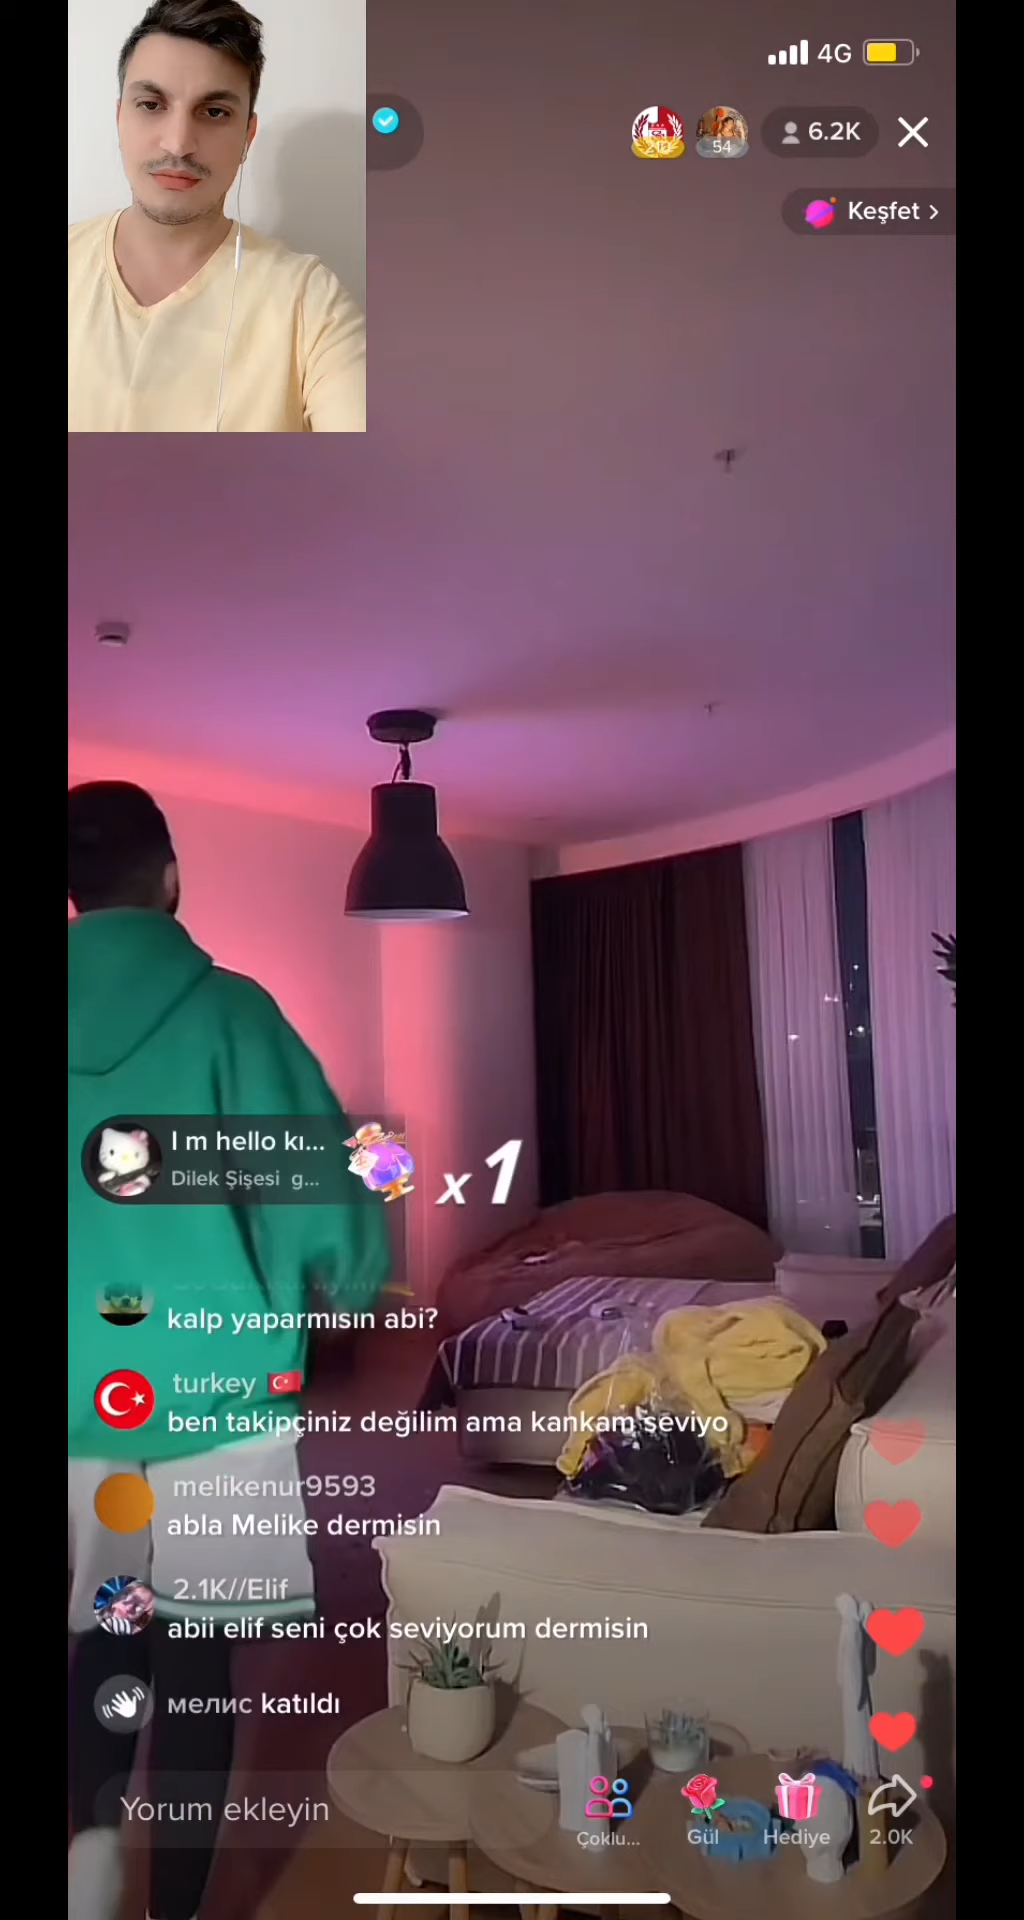 4G
210
54
6.2K
Keşfet >
I m hello kı...
Dilek Şişesi g...
x1
kalp yaparmısın abi?
turkey 🇹🇷
ben takipçiniz değilim ama kankam seviyo
melikenur9593
abla Melike dermisin
2.1K//Elif
abii elif seni çok seviyorum dermisin
мелис katıldı
Yorum ekleyin
Çoklu...
Gül
Hediye
2.0K